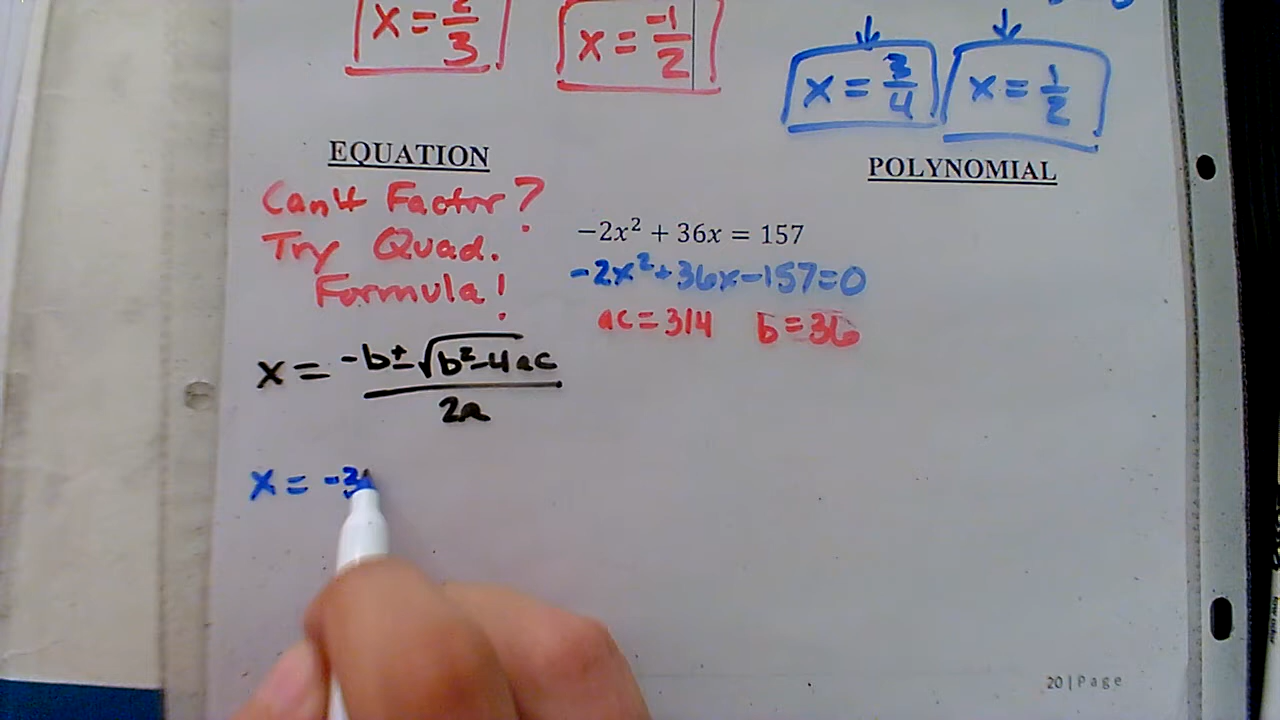 x = 2/3
x = -1/2
x = 3/4
x = 1/2
EQUATION
POLYNOMIAL
Can't Factor?
Try Quad.
Formula!
−2x² + 36x = 157
-2x²+36x-157=0
ac=314 b=36
x = -b±√b²-4ac / 2a
x = -3
20 | Page